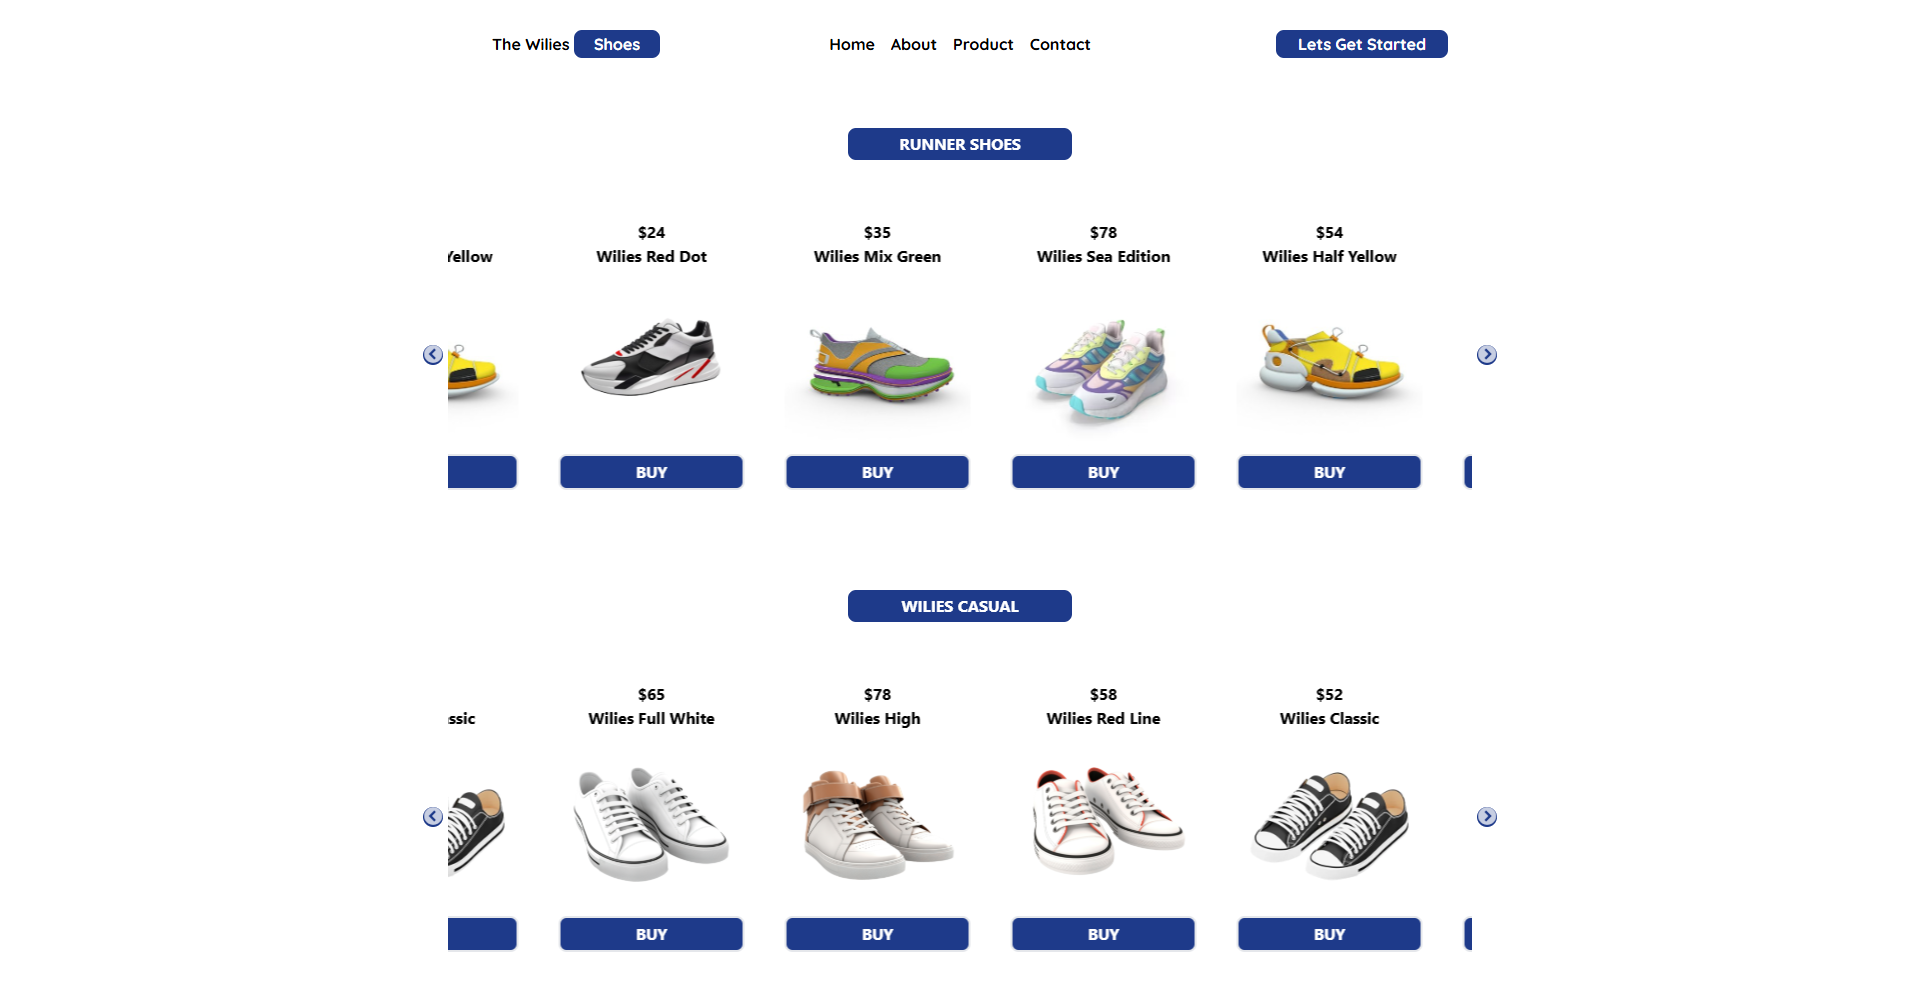 The Wilies Shoes
Home About Product Contact
Lets Get Started
RUNNER SHOES
$24 $35 $78 $54
Yellow Wilies Red Dot Wilies Mix Green Wilies Sea Edition Wilies Half Yellow
BUY BUY BUY BUY
WILIES CASUAL
$65 $78 $58 $52
Wilies Full White Wilies High Wilies Red Line Wilies Classic
BUY BUY BUY BUY